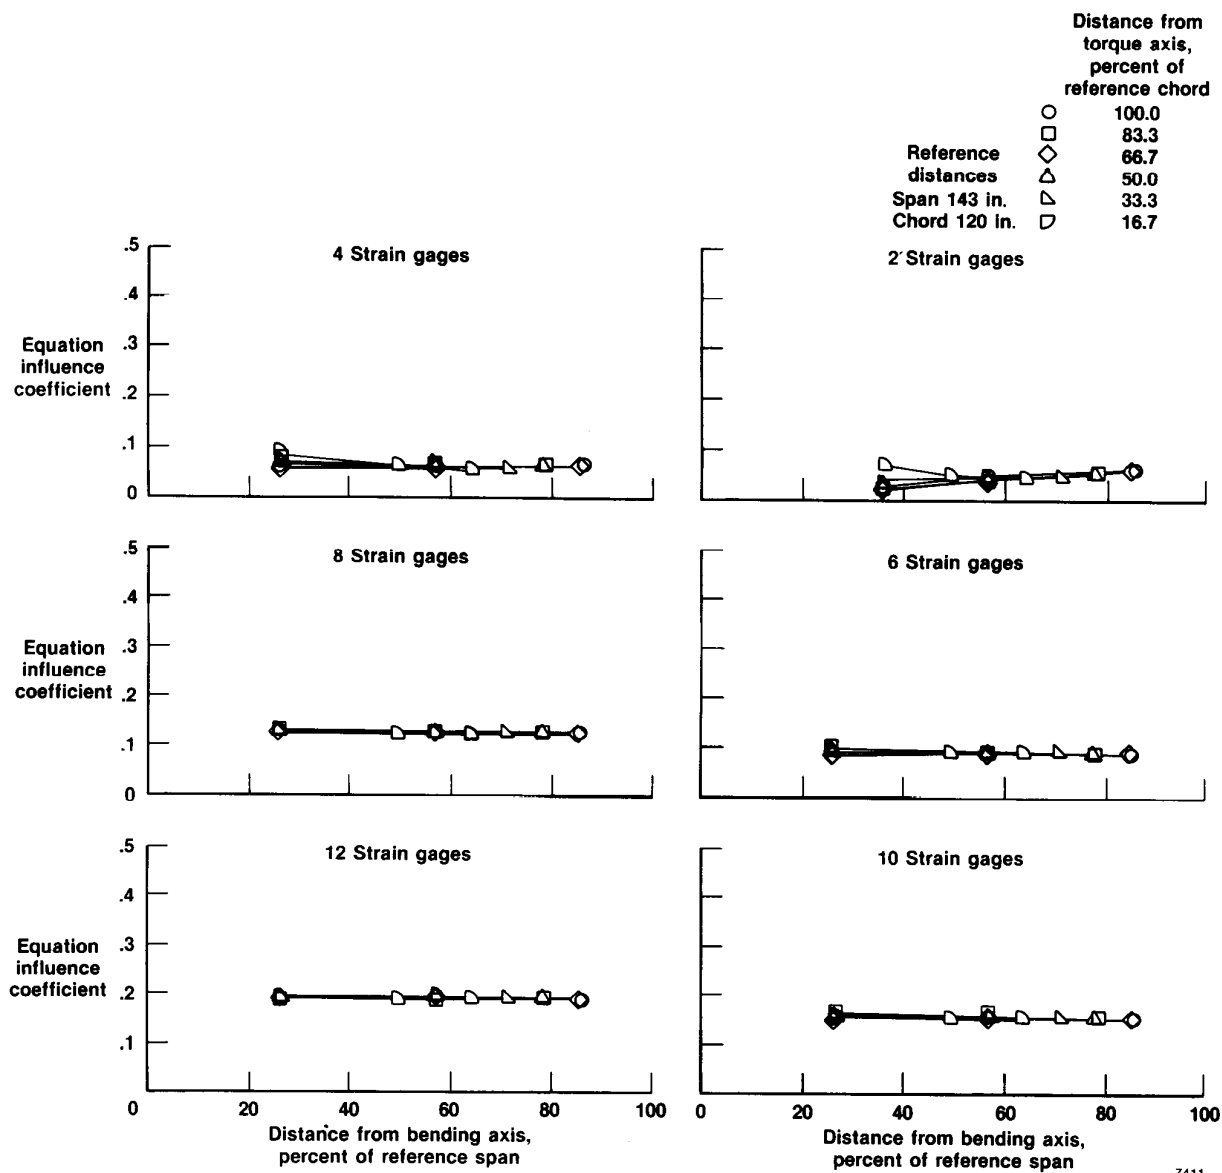 Distance from
torque axis,
percent of
reference chord
100.0
83.3
Reference 66.7
distances 50.0
Span 143 in. 33.3
Chord 120 in. 16.7
4 Strain gages
.5
.4
.3
.2
.1
0
Equation
influence
coefficient
2 Strain gages
8 Strain gages
.5
.4
.3
.2
.1
0
Equation
influence
coefficient
6 Strain gages
12 Strain gages
.5
.4
.3
.2
.1
Equation
influence
coefficient
0 20 40 60 80 100
Distance from bending axis,
percent of reference span
10 Strain gages
0 20 40 60 80 100
Distance from bending axis,
percent of reference span
7411